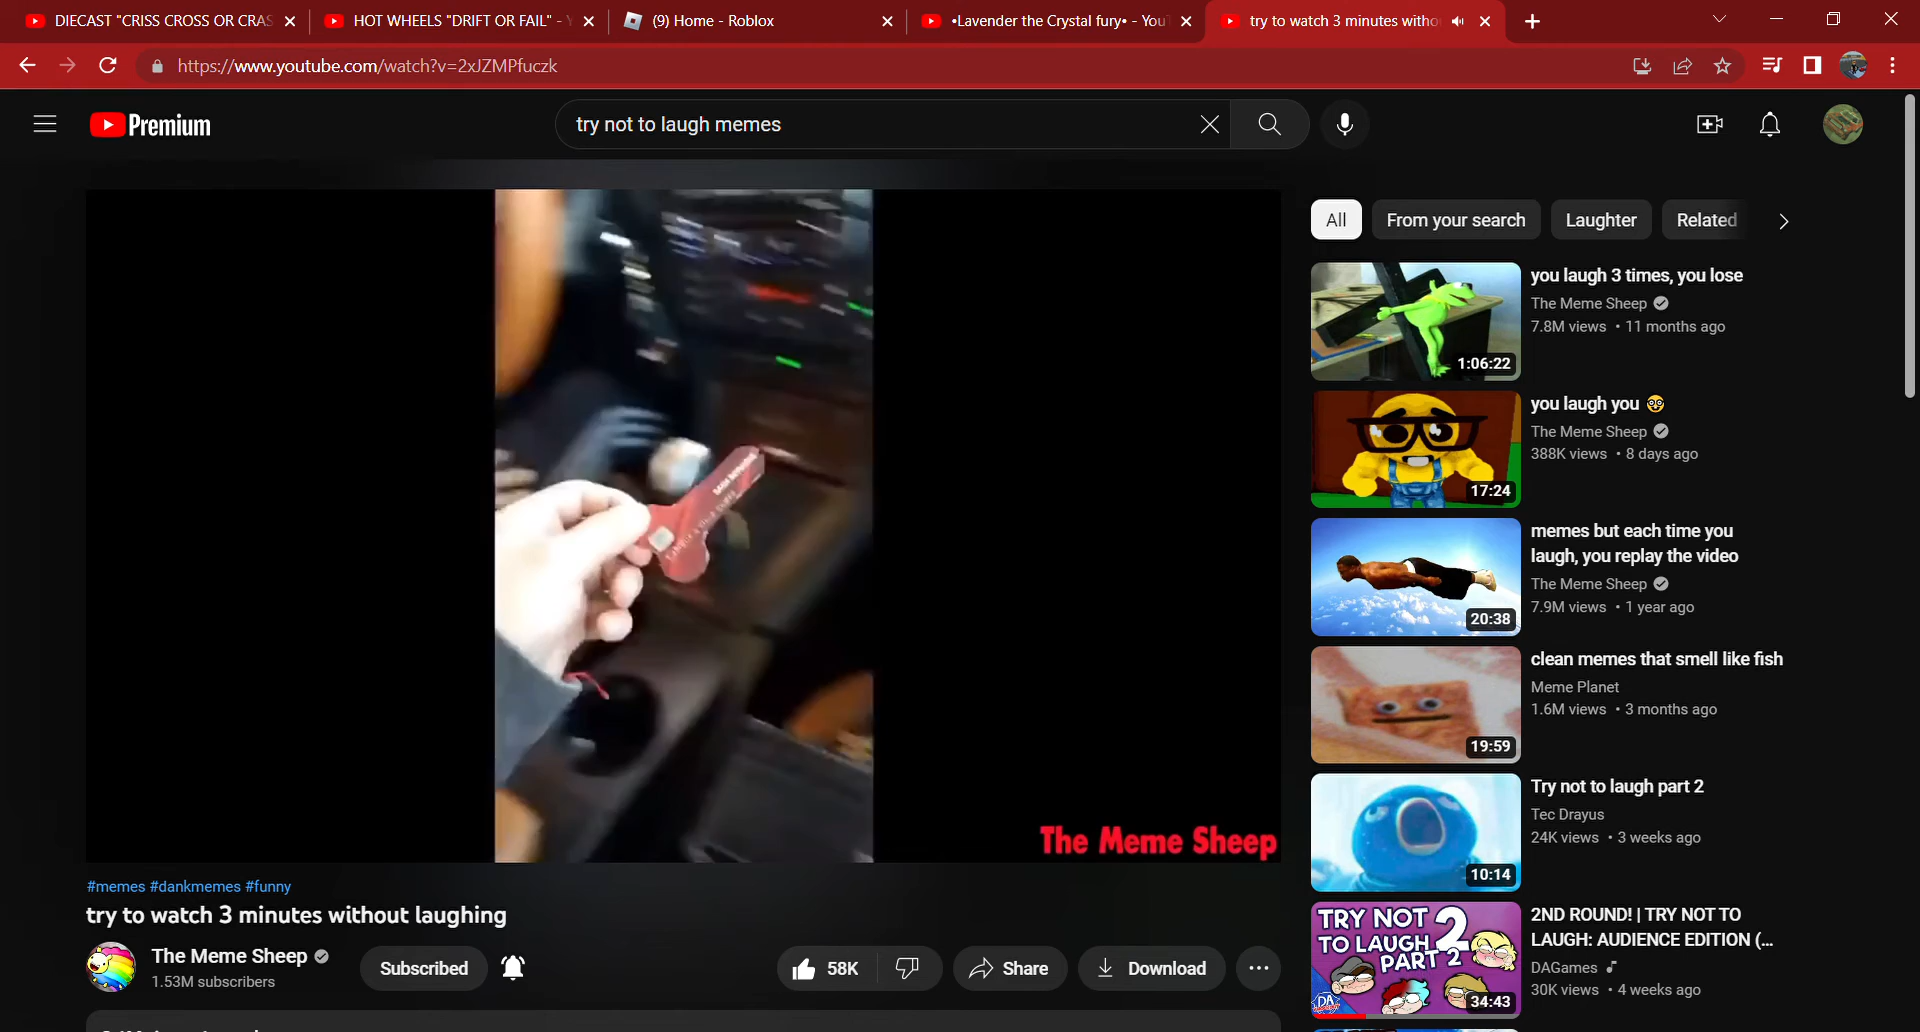 DIECAST "CRISS CROSS OR CRAS
HOT WHEELS "DRIFT OR FAIL" - Y
(9) Home - Roblox
•Lavender the Crystal fury• - YouT
try to watch 3 minutes witho
https://www.youtube.com/watch?v=2xJZMPfuczk
Premium
try not to laugh memes
All
From your search
Laughter
Related
you laugh 3 times, you lose
The Meme Sheep
7.8M views • 11 months ago
1:06:22
you laugh you 🤓
The Meme Sheep
388K views • 8 days ago
17:24
memes but each time you
laugh, you replay the video
The Meme Sheep
7.9M views • 1 year ago
20:38
clean memes that smell like fish
Meme Planet
1.6M views • 3 months ago
19:59
Try not to laugh part 2
Tec Drayus
24K views • 3 weeks ago
10:14
TRY NOT 2
TO LAUGH
PART 2
DA
34:43
2ND ROUND! | TRY NOT TO
LAUGH: AUDIENCE EDITION (...
DAGames
30K views • 4 weeks ago
The Meme Sheep
#memes #dankmemes #funny
try to watch 3 minutes without laughing
The Meme Sheep
1.53M subscribers
Subscribed
58K
Share
Download